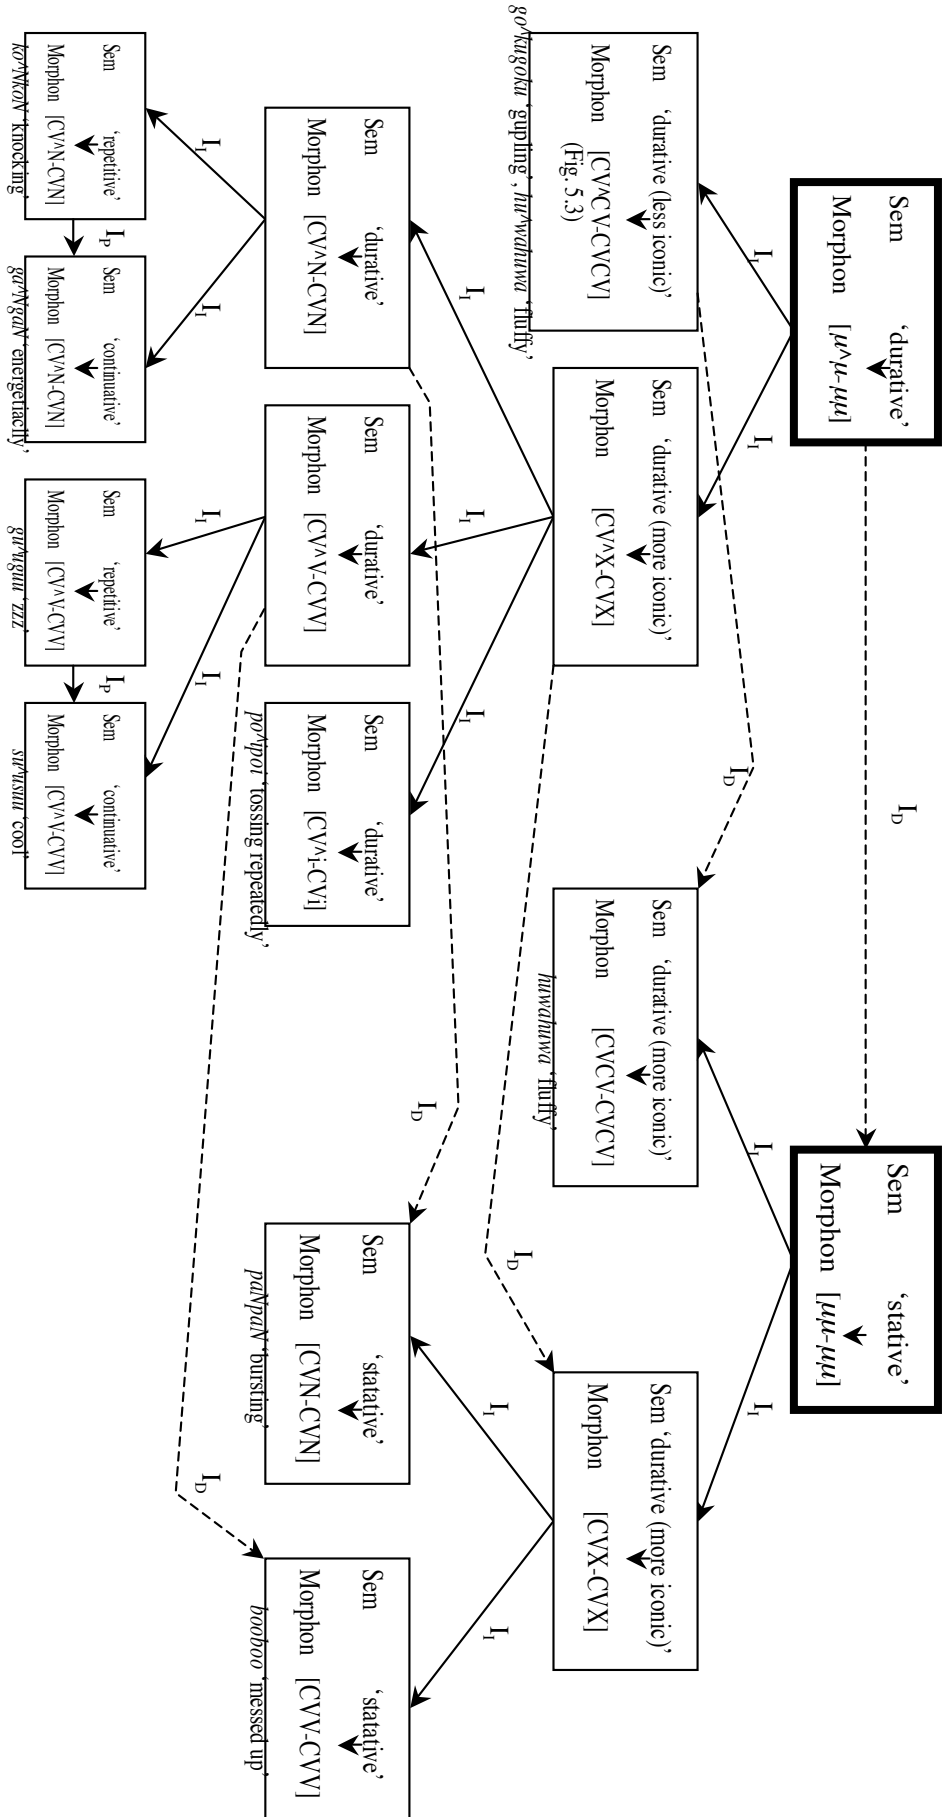 Sem ‘durative’
Morphon [μ^μ-μμ]
I_D
Sem ‘stative’
Morphon [μμ-μμ]
I_I
I_I
I_D
I_I
I_I
Sem ‘durative (less iconic)’
Morphon [CV^CV-CVCV]
(Fig. 5.3)
go^kugoku ‘gupling’, hu^wahuwa ‘fluffy’
Sem ‘durative (more iconic)’
Morphon [CV^X-CVX]
Sem ‘durative (more iconic)’
Morphon [CVCV-CVCV]
huwahuwa ‘fluffy’
Sem ‘durative (more iconic)’
Morphon [CVX-CVX]
I_I
I_I
I_I
I_D
I_D
I_I
I_I
Sem ‘durative’
Morphon [CV^N-CVN]
Sem ‘durative’
Morphon [CV^V-CVV]
Sem ‘durative’
Morphon [CV^i-CVi]
po^ipoi ‘tossing repeatedly’
Sem ‘statative’
Morphon [CVN-CVN]
paNpaN ‘bursting’
Sem ‘statative’
Morphon [CVV-CVV]
booboo ‘messed up’
I_I
I_I
I_I
I_I
I_D
Sem ‘repetitive’
Morphon [CV^N-CVN]
ko^NkoN ‘knocking’
I_P
Sem ‘continuative’
Morphon [CV^N-CVN]
ga^NgaN ‘energetiaclly’
Sem ‘repetitive’
Morphon [CV^V-CVV]
gu^uguu ‘zzz’
I_P
Sem ‘continuative’
Morphon [CV^V-CVV]
su^usuu ‘cool’